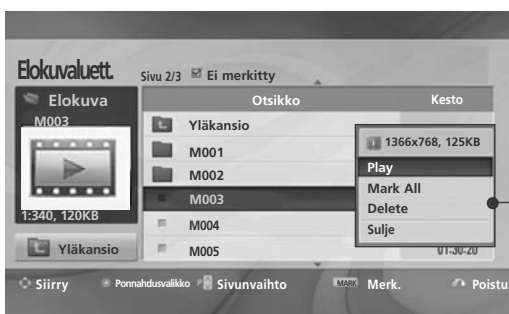 Elokuvaluett.
Sivu 2/3 Ei merkitty
Elokuva
M003
1:340, 120KB
Yläkansio
Otsikko Kesto
Yläkansio
M001
M002
M003
M004
M005
01:30:20
1366x768, 125KB
Play
Mark All
Delete
Sulje
Siirry Ponnahdusvalikko P Sivunvaihto MARK Merk. Poistu